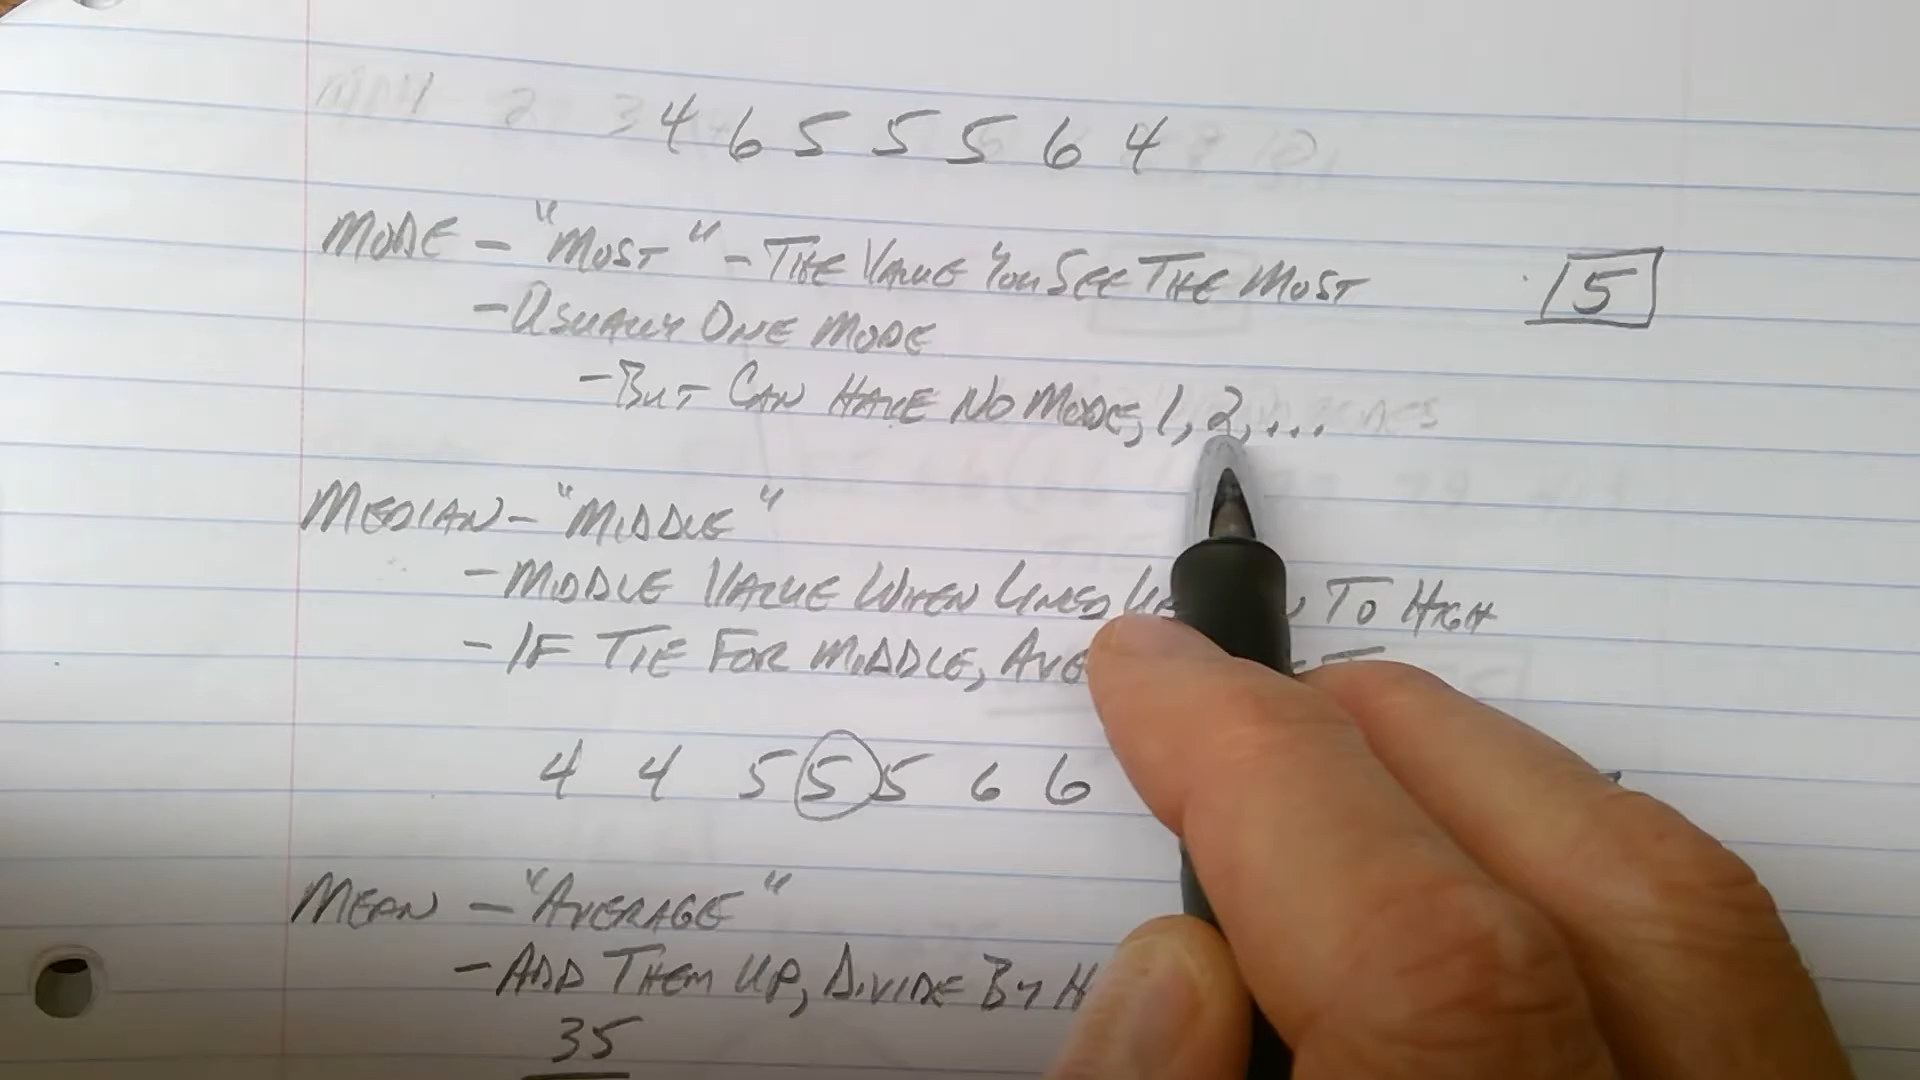 4 6 5 5 5 6 4
MODE - "MOST" - THE VALUE YOU SEE THE MOST 5
- USUALLY ONE MODE
- BUT CAN HAVE NO MODE, 1, 2, ...
MEDIAN - "MIDDLE"
- MIDDLE VALUE WHEN LINED TO HIGH
- IF TIE FOR MIDDLE,
4 4 5 5 5 6 6
MEAN - "AVERAGE"
- ADD THEM UP, DIVIDE BY
35